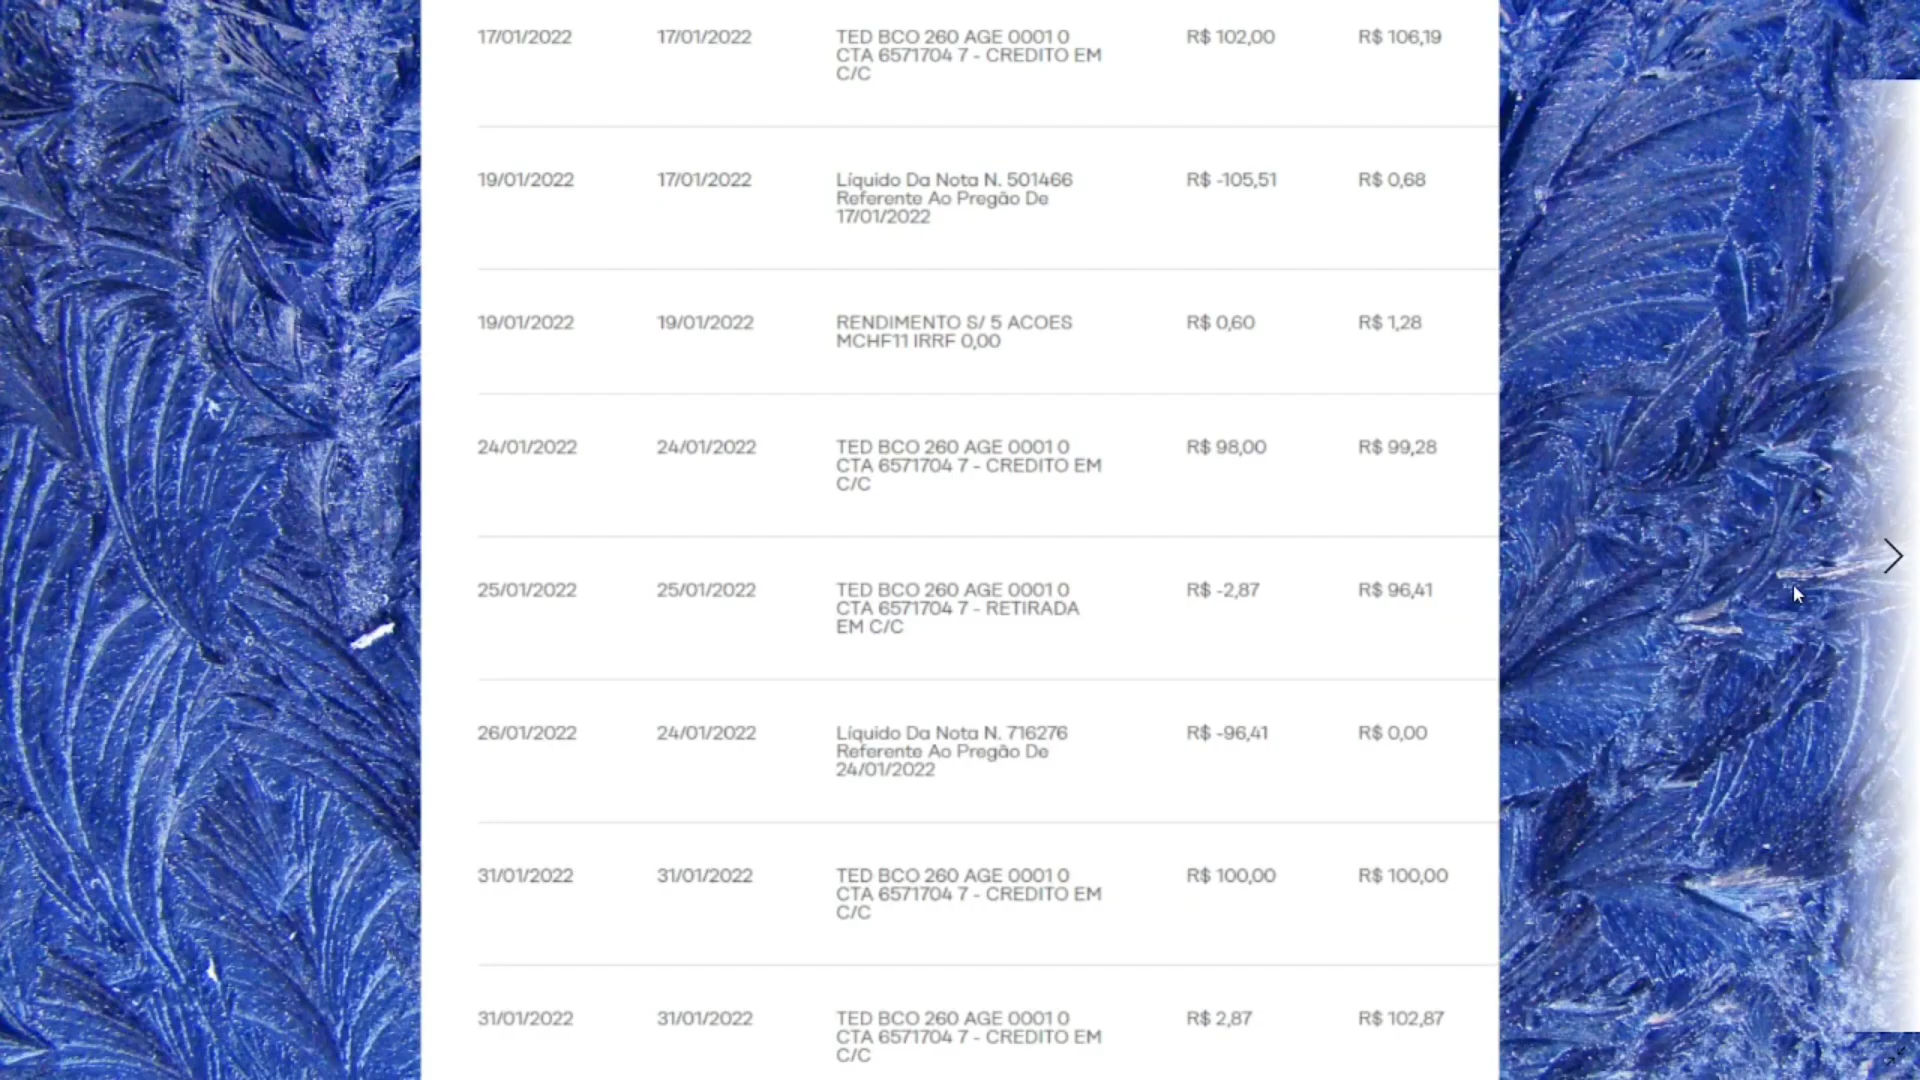 17/01/2022 17/01/2022 TED BCO 260 AGE 0001 0 R$ 102,00 R$ 106,19
CTA 6571704 7 - CREDITO EM
C/C
19/01/2022 17/01/2022 Líquido Da Nota N. 501466 R$ -105,51 R$ 0,68
Referente Ao Pregão De
17/01/2022
19/01/2022 19/01/2022 RENDIMENTO S/ 5 ACOES R$ 0,60 R$ 1,28
MCHF11 IRRF 0,00
24/01/2022 24/01/2022 TED BCO 260 AGE 0001 0 R$ 98,00 R$ 99,28
CTA 6571704 7 - CREDITO EM
C/C
25/01/2022 25/01/2022 TED BCO 260 AGE 0001 0 R$ -2,87 R$ 96,41
CTA 6571704 7 - RETIRADA
EM C/C
26/01/2022 24/01/2022 Líquido Da Nota N. 716276 R$ -96,41 R$ 0,00
Referente Ao Pregão De
24/01/2022
31/01/2022 31/01/2022 TED BCO 260 AGE 0001 0 R$ 100,00 R$ 100,00
CTA 6571704 7 - CREDITO EM
C/C
31/01/2022 31/01/2022 TED BCO 260 AGE 0001 0 R$ 2,87 R$ 102,87
CTA 6571704 7 - CREDITO EM
C/C